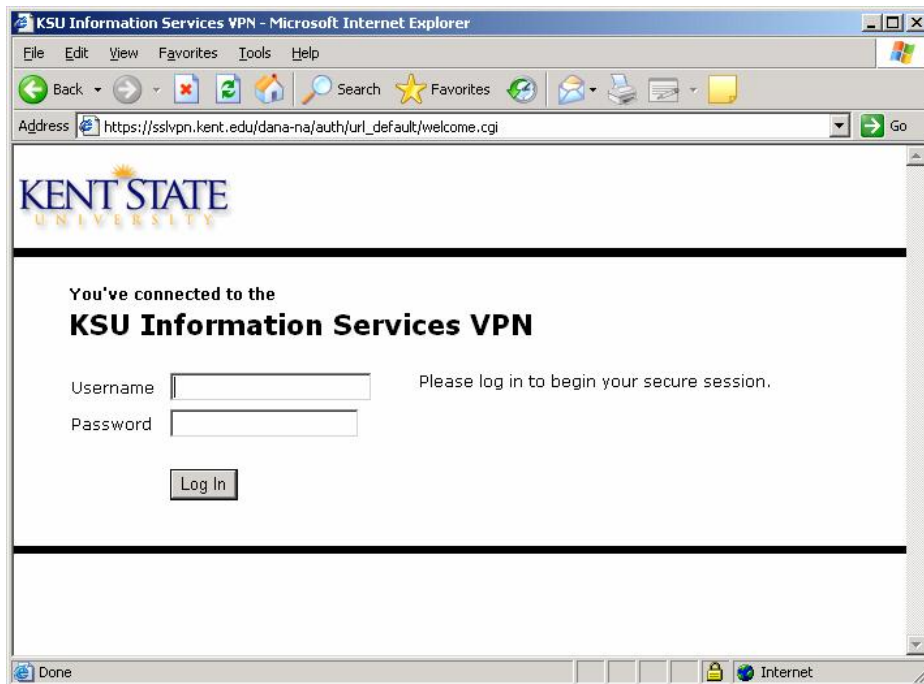 KSU Information Services VPN - Microsoft Internet Explorer
File Edit View Favorites Tools Help
Back Search Favorites
Address https://sslvpn.kent.edu/dana-na/auth/url_default/welcome.cgi Go
KENT STATE
UNIVERSITY
You've connected to the
KSU Information Services VPN
Username Please log in to begin your secure session.
Password
Log In
Done Internet